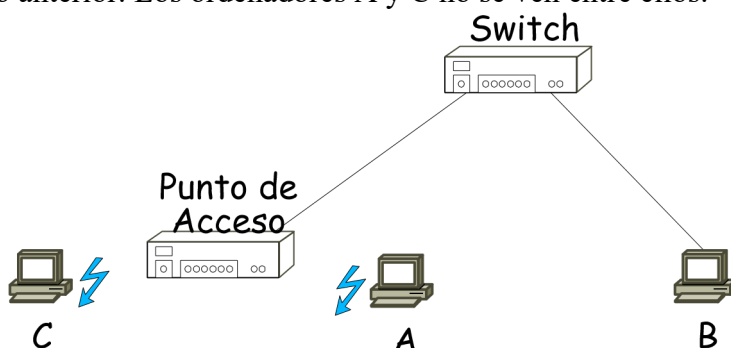 anterior. Los ordenadores A y C no se ven entre ellos.
Switch
Punto de
Acceso
C
A
B